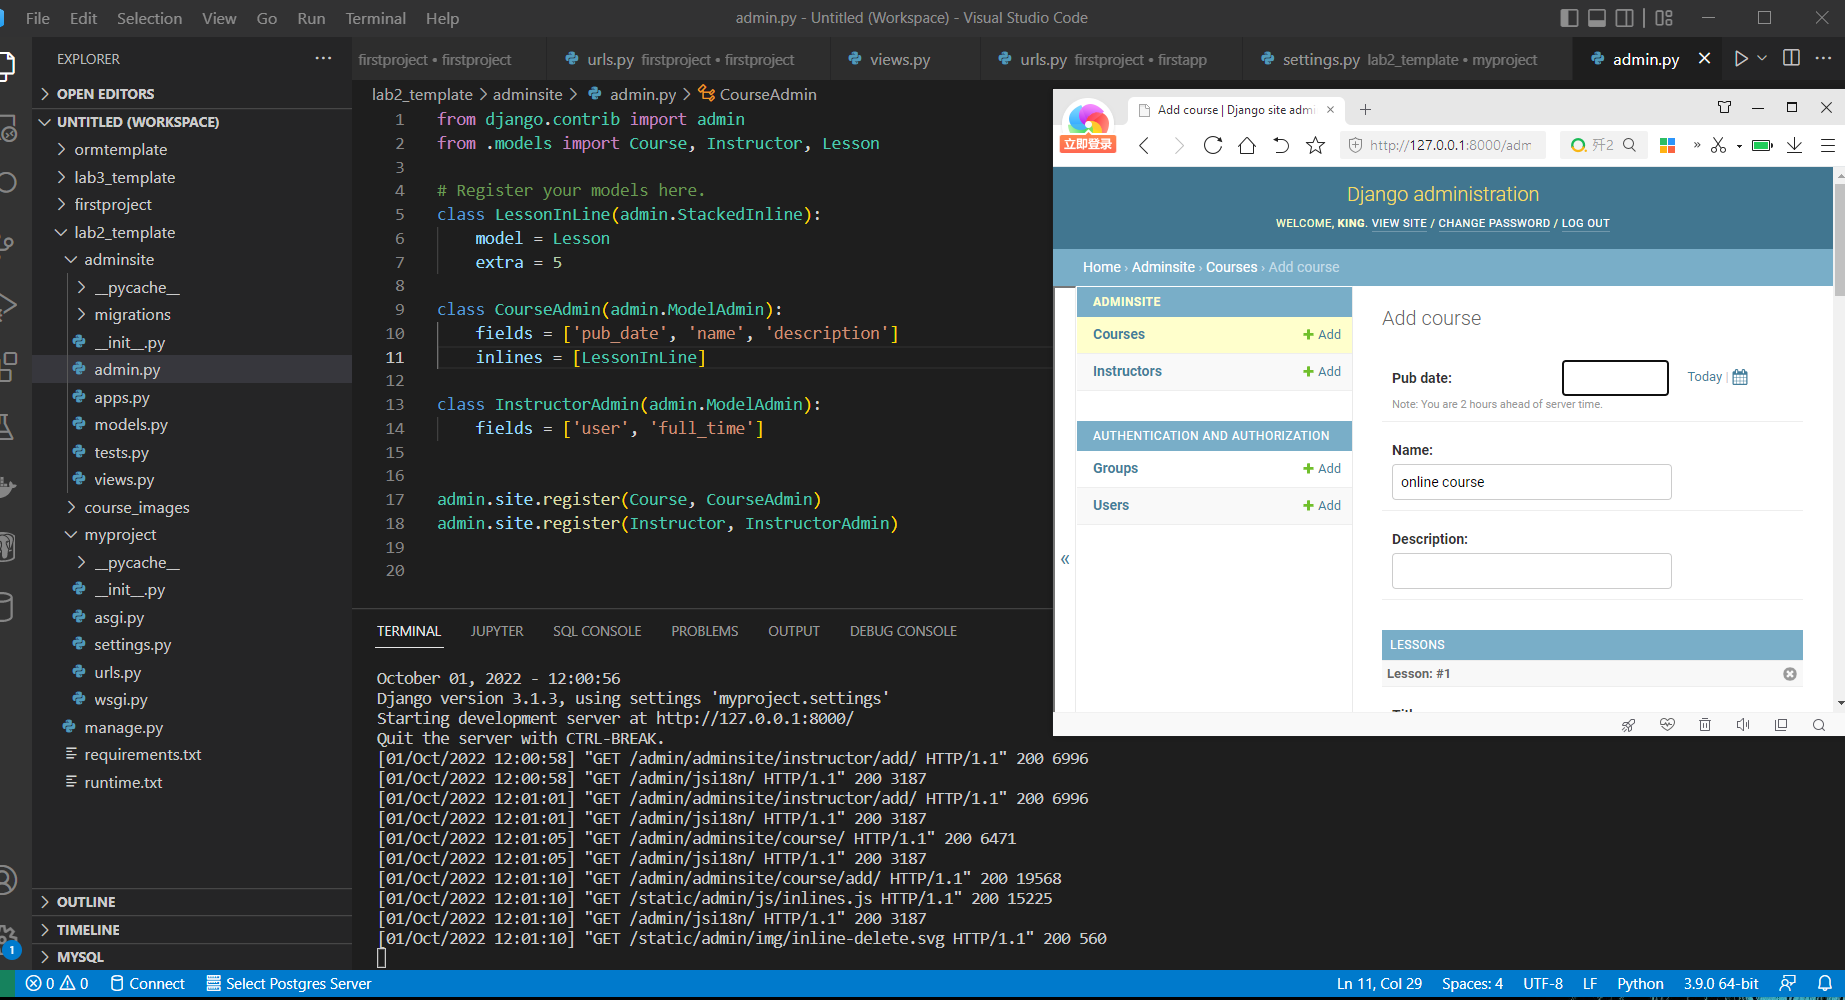 File Edit Selection View Go Run Terminal Help
admin.py - Untitled (Workspace) - Visual Studio Code
EXPLORER
OPEN EDITORS
UNTITLED (WORKSPACE)
ormtemplate
lab3_template
firstproject
lab2_template
adminsite
__pycache__
migrations
__init__.py
admin.py
apps.py
models.py
tests.py
views.py
course_images
myproject
__pycache__
__init__.py
asgi.py
settings.py
urls.py
wsgi.py
manage.py
requirements.txt
runtime.txt
OUTLINE
TIMELINE
MYSQL
firstproject • firstproject
urls.py firstproject • firstproject
views.py
urls.py firstproject • firstapp
settings.py lab2_template • myproject
admin.py
lab2_template > adminsite > admin.py > CourseAdmin
1 from django.contrib import admin
2 from .models import Course, Instructor, Lesson
3
4 # Register your models here.
5 class LessonInLine(admin.StackedInline):
6 model = Lesson
7 extra = 5
8
9 class CourseAdmin(admin.ModelAdmin):
10 fields = ['pub_date', 'name', 'description']
11 inlines = [LessonInLine]
12
13 class InstructorAdmin(admin.ModelAdmin):
14 fields = ['user', 'full_time']
15
16
17 admin.site.register(Course, CourseAdmin)
18 admin.site.register(Instructor, InstructorAdmin)
19
20
TERMINAL JUPYTER SQL CONSOLE PROBLEMS OUTPUT DEBUG CONSOLE
October 01, 2022 - 12:00:56
Django version 3.1.3, using settings 'myproject.settings'
Starting development server at http://127.0.0.1:8000/
Quit the server with CTRL-BREAK.
[01/Oct/2022 12:00:58] "GET /admin/adminsite/instructor/add/ HTTP/1.1" 200 6996
[01/Oct/2022 12:00:58] "GET /admin/jsi18n/ HTTP/1.1" 200 3187
[01/Oct/2022 12:01:01] "GET /admin/adminsite/instructor/add/ HTTP/1.1" 200 6996
[01/Oct/2022 12:01:01] "GET /admin/jsi18n/ HTTP/1.1" 200 3187
[01/Oct/2022 12:01:05] "GET /admin/adminsite/course/ HTTP/1.1" 200 6471
[01/Oct/2022 12:01:05] "GET /admin/jsi18n/ HTTP/1.1" 200 3187
[01/Oct/2022 12:01:10] "GET /admin/adminsite/course/add/ HTTP/1.1" 200 19568
[01/Oct/2022 12:01:10] "GET /static/admin/js/inlines.js HTTP/1.1" 200 15225
[01/Oct/2022 12:01:10] "GET /admin/jsi18n/ HTTP/1.1" 200 3187
[01/Oct/2022 12:01:10] "GET /static/admin/img/inline-delete.svg HTTP/1.1" 200 560
Add course | Django site admi
立即登录
http://127.0.0.1:8000/adm
Django administration
WELCOME, KING. VIEW SITE / CHANGE PASSWORD / LOG OUT
Home › Adminsite › Courses › Add course
ADMINSITE
Courses + Add
Instructors + Add
AUTHENTICATION AND AUTHORIZATION
Groups + Add
Users + Add
«
Add course
Pub date:
Today |
Note: You are 2 hours ahead of server time.
Name:
online course
Description:
LESSONS
Lesson: #1
1
0 0 Connect Select Postgres Server
Ln 11, Col 29 Spaces: 4 UTF-8 LF Python 3.9.0 64-bit